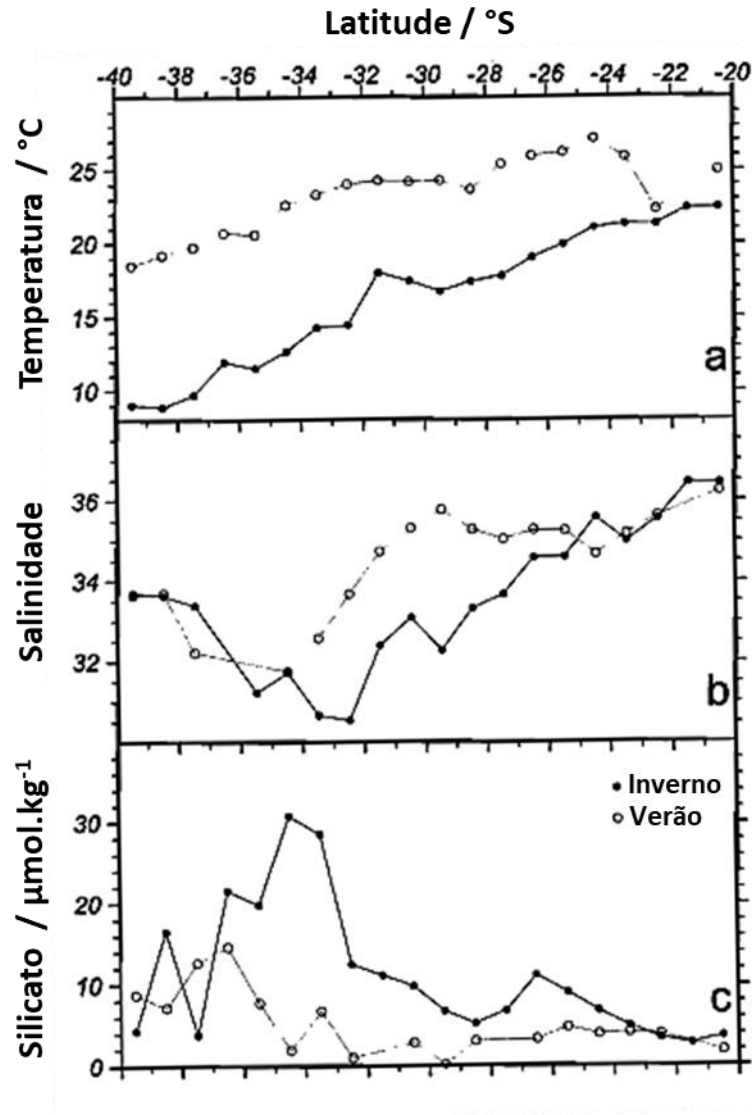 Latitude / °S
-40 -38 -36 -34 -32 -30 -28 -26 -24 -22 -20
Temperatura / °C
25
20
15
10
a
Salinidade
36
34
32
b
Silicato / µmol.kg-1
Inverno
Verão
30
20
10
0
c